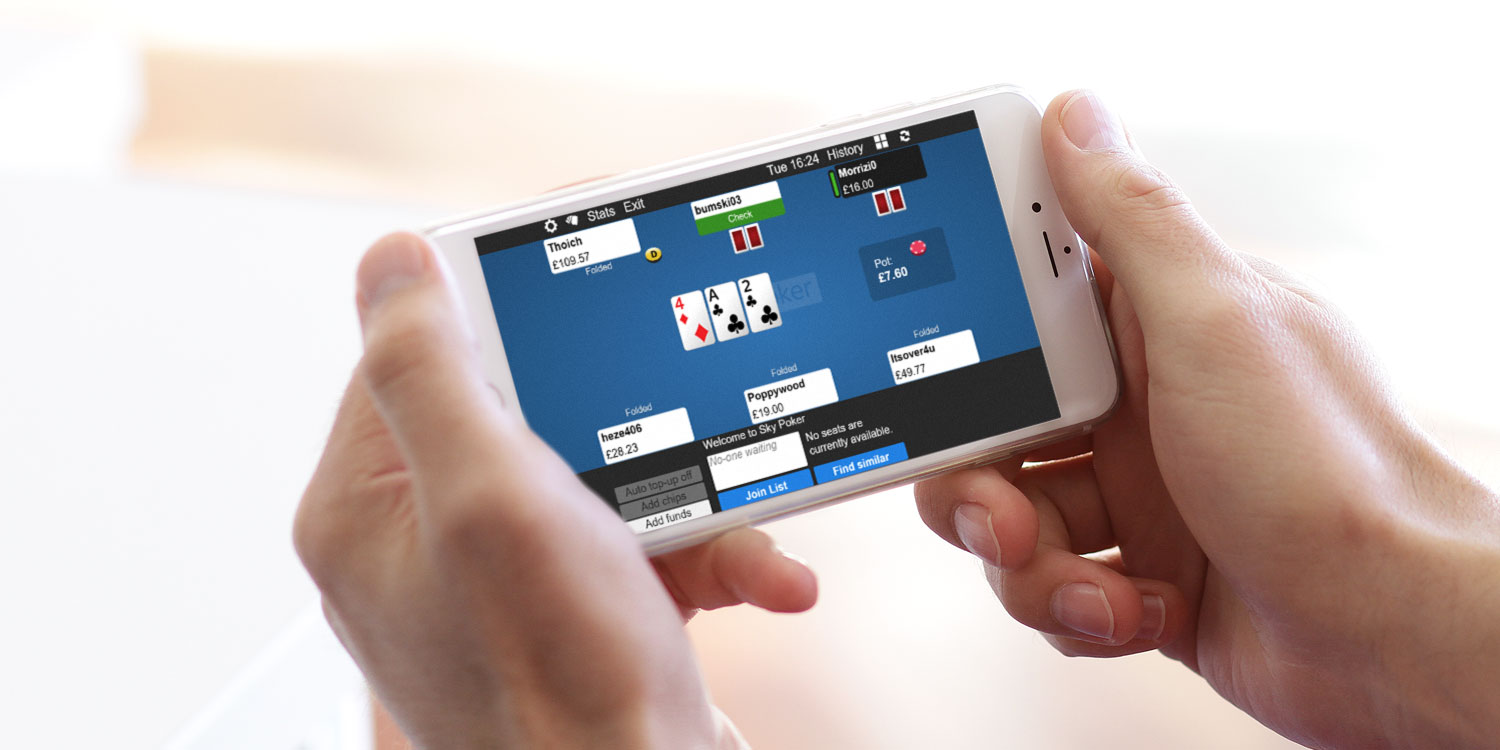 Stats Exit
Tue 16:24 History
Thoich
£109.57
Folded
D
bumski03
Check
Morrizi0
£16.00
4
A
2
ker
Pot:
£7.60
Folded
heze406
£28.23
Folded
Poppywood
£19.00
Folded
Itsover4u
£49.77
Auto top-up off
Add chips
Add funds
Welcome to Sky Poker
No-one waiting
Join List
No seats are
currently available.
Find similar